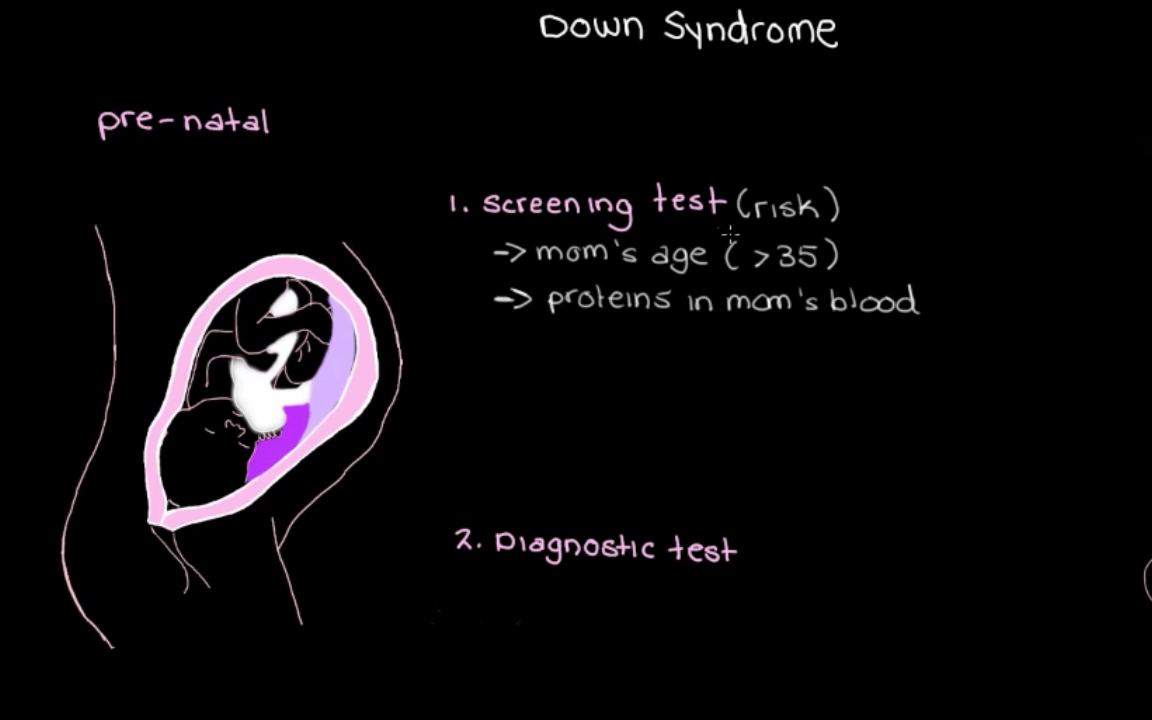 Down Syndrome
pre-natal
1. Screening test (risk)
-> mom's age ( >35)
-> proteins in mom's blood
2. Diagnostic test